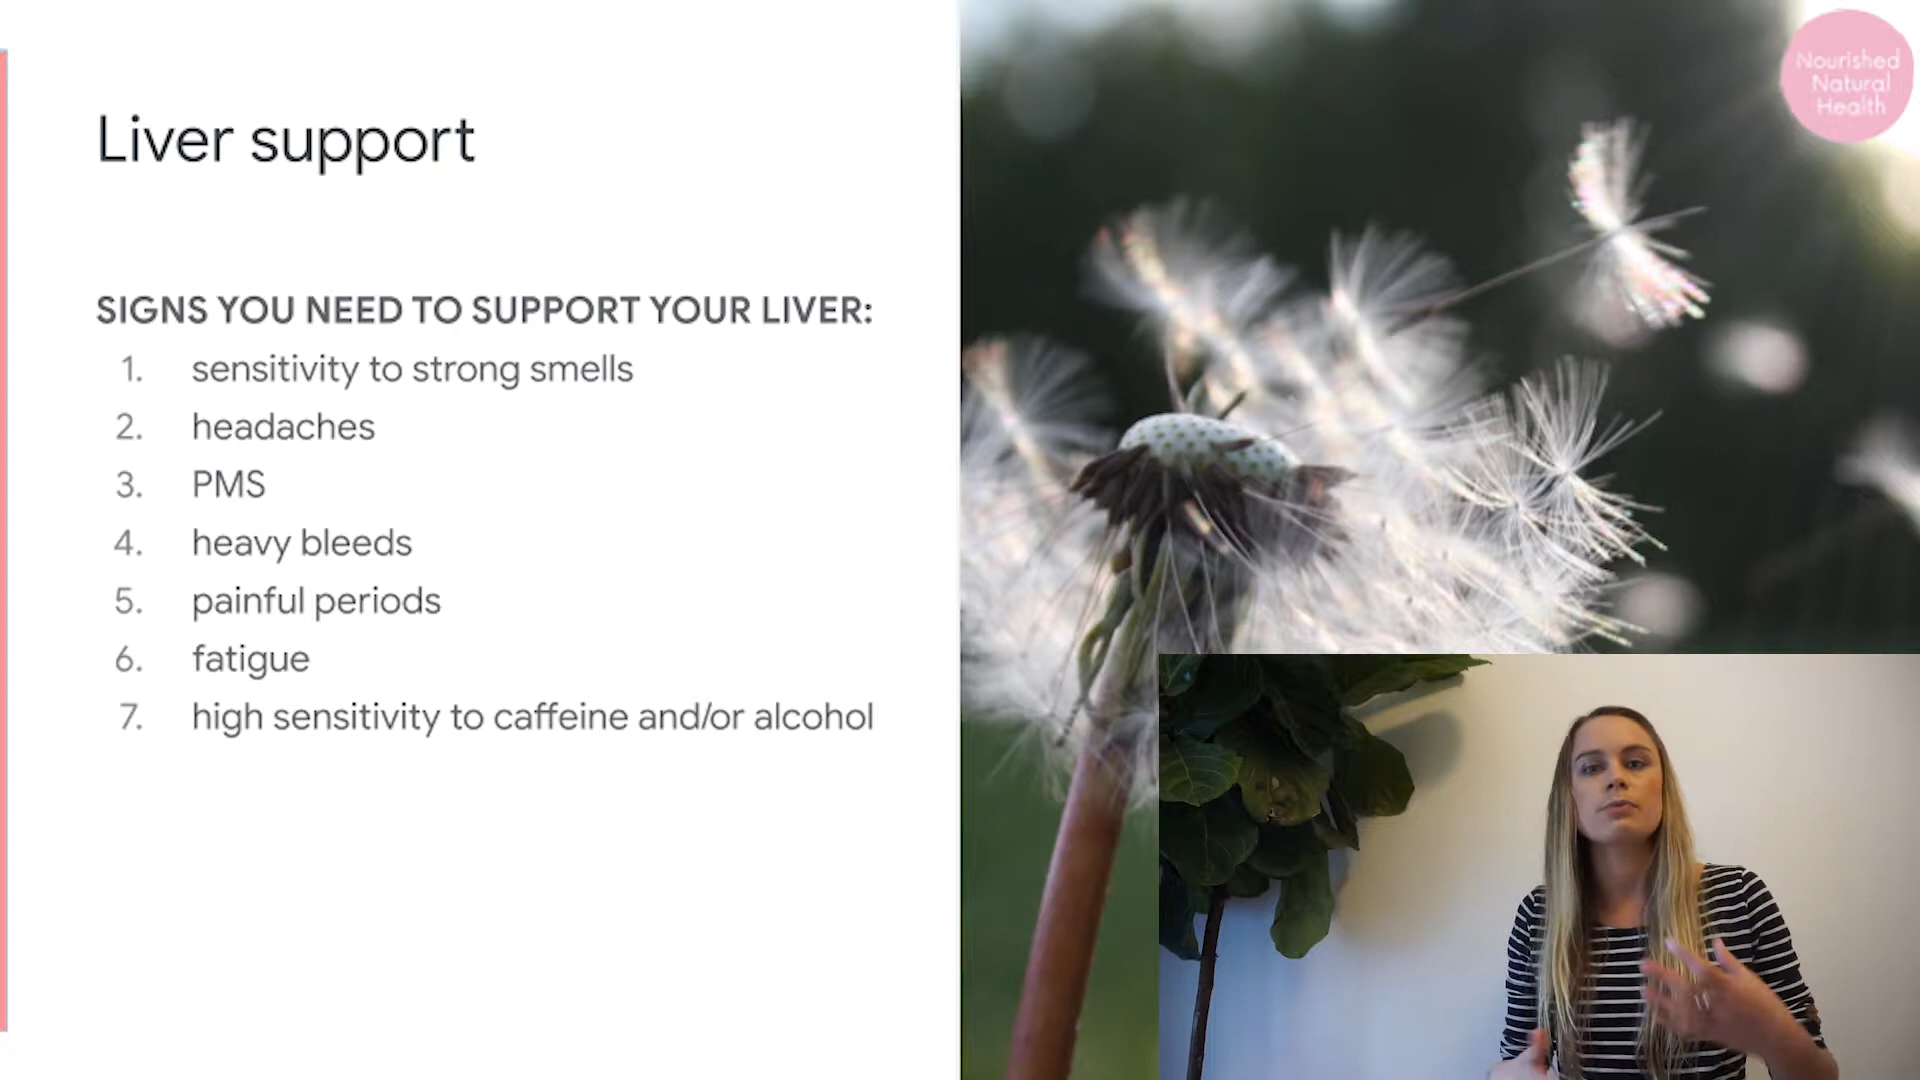 Liver support
SIGNS YOU NEED TO SUPPORT YOUR LIVER:
1. sensitivity to strong smells
2. headaches
3. PMS
4. heavy bleeds
5. painful periods
6. fatigue
7. high sensitivity to caffeine and/or alcohol
Nourished
Natural
Health